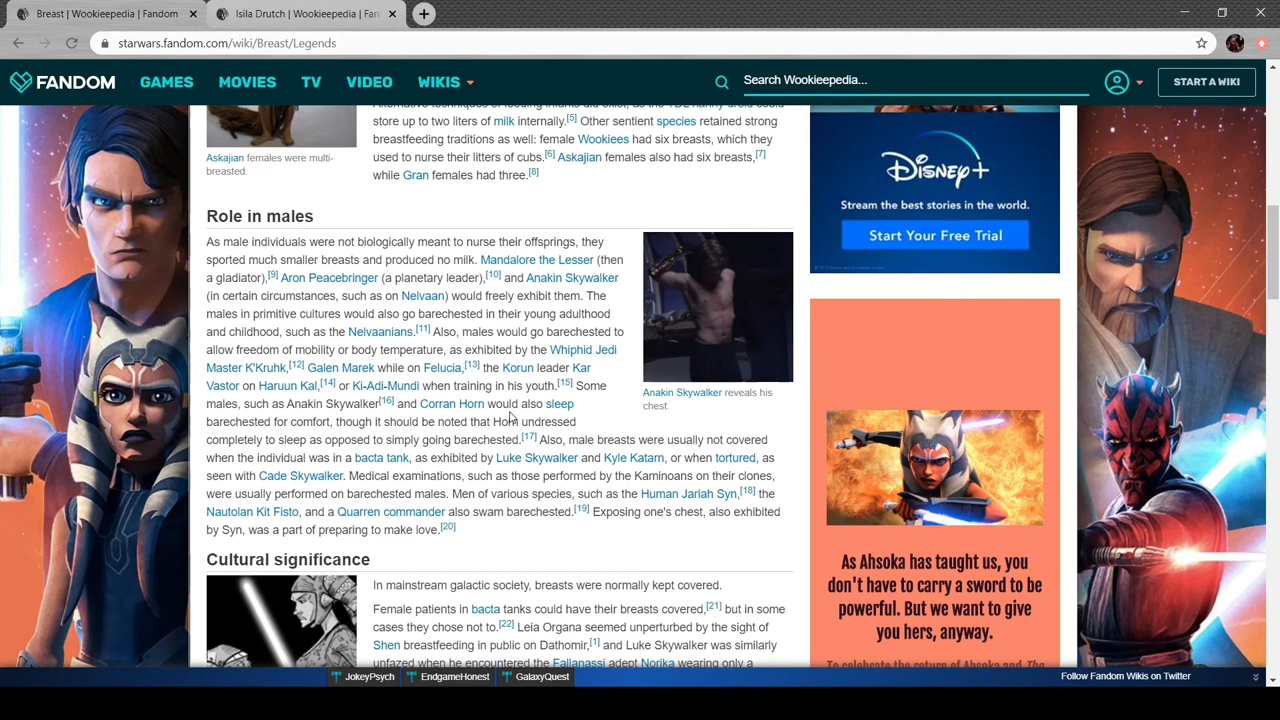 Breast | Wookieepedia | Fandom
Isila Drutch | Wookieepedia | Fan
starwars.fandom.com/wiki/Breast/Legends
FANDOM
GAMES
MOVIES
TV
VIDEO
WIKIS
Search Wookieepedia...
START A WIKI
store up to two liters of milk internally.[5] Other sentient species retained strong
breastfeeding traditions as well: female Wookiees had six breasts, which they
used to nurse their litters of cubs.[6] Askajian females also had six breasts,[7]
while Gran females had three.[8]
Askajian females were multi-
breasted.
Role in males
As male individuals were not biologically meant to nurse their offsprings, they
sported much smaller breasts and produced no milk. Mandalore the Lesser (then
a gladiator),[9] Aron Peacebringer (a planetary leader),[10] and Anakin Skywalker
(in certain circumstances, such as on Nelvaan) would freely exhibit them. The
males in primitive cultures would also go barechested in their young adulthood
and childhood, such as the Nelvaanians.[11] Also, males would go barechested to
allow freedom of mobility or body temperature, as exhibited by the Whiphid Jedi
Master K'Kruhk,[12] Galen Marek while on Felucia,[13] the Korun leader Kar
Vastor on Haruun Kal,[14] or Ki-Adi-Mundi when training in his youth.[15] Some
males, such as Anakin Skywalker[16] and Corran Horn would also sleep
barechested for comfort, though it should be noted that Horn undressed
completely to sleep as opposed to simply going barechested.[17] Also, male breasts were usually not covered
when the individual was in a bacta tank, as exhibited by Luke Skywalker and Kyle Katarn, or when tortured, as
seen with Cade Skywalker. Medical examinations, such as those performed by the Kaminoans on their clones,
were usually performed on barechested males. Men of various species, such as the Human Jariah Syn,[18] the
Nautolan Kit Fisto, and a Quarren commander also swam barechested.[19] Exposing one's chest, also exhibited
by Syn, was a part of preparing to make love.[20]
Anakin Skywalker reveals his
chest.
Cultural significance
In mainstream galactic society, breasts were normally kept covered.
Female patients in bacta tanks could have their breasts covered,[21] but in some
cases they chose not to.[22] Leia Organa seemed unperturbed by the sight of
Shen breastfeeding in public on Dathomir,[1] and Luke Skywalker was similarly
unfazed when he encountered the Fallanassi adept Norika wearing only a
Disney+
Stream the best stories in the world.
Start Your Free Trial
As Ahsoka has taught us, you
don't have to carry a sword to be
powerful. But we want to give
you hers, anyway.
To celebrate the return of Ahsoka and The
JokeyPsych
EndgameHonest
GalaxyQuest
Follow Fandom Wikis on Twitter